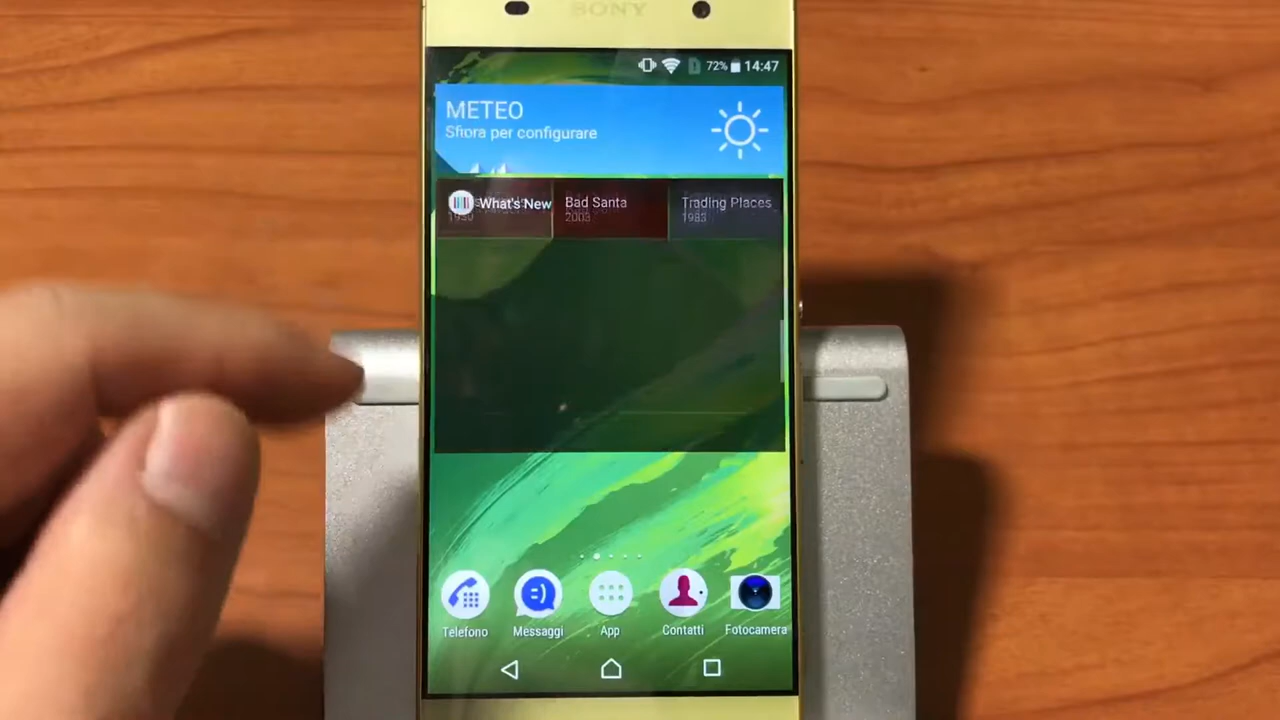 SONY
72% 14:47
METEO
Sfiora per configurare
What's New
Bad Santa
Trading Places
2003
1983
Telefono
Messaggi
App
Contatti
Fotocamera